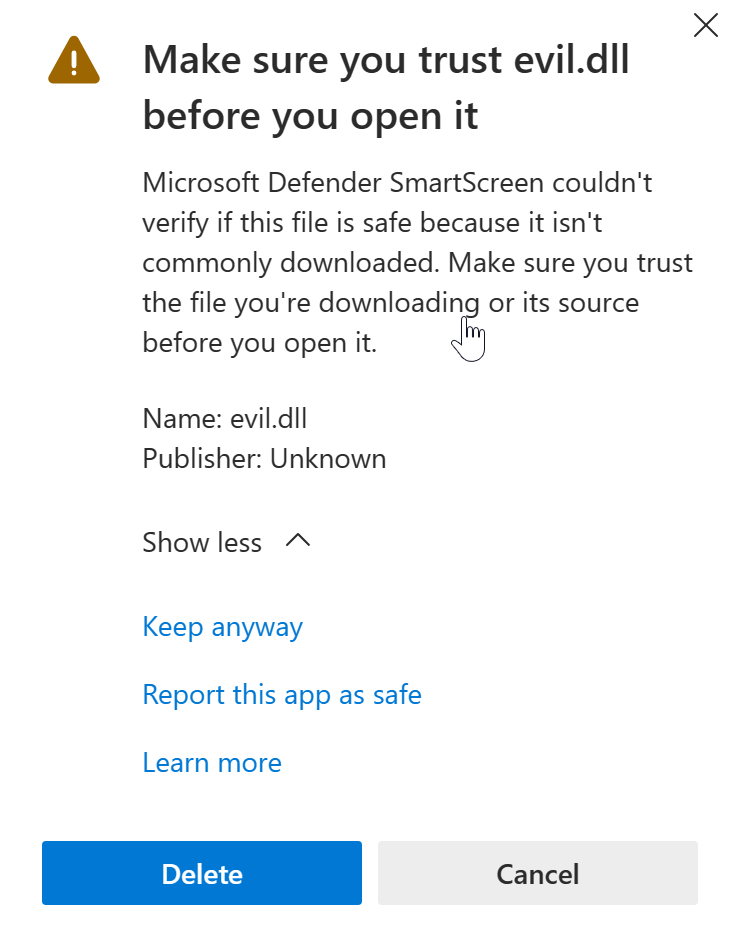 Make sure you trust evil.dll
before you open it
Microsoft Defender SmartScreen couldn't
verify if this file is safe because it isn't
commonly downloaded. Make sure you trust
the file you're downloading or its source
before you open it.
Name: evil.dll
Publisher: Unknown
Show less
Keep anyway
Report this app as safe
Learn more
Delete
Cancel